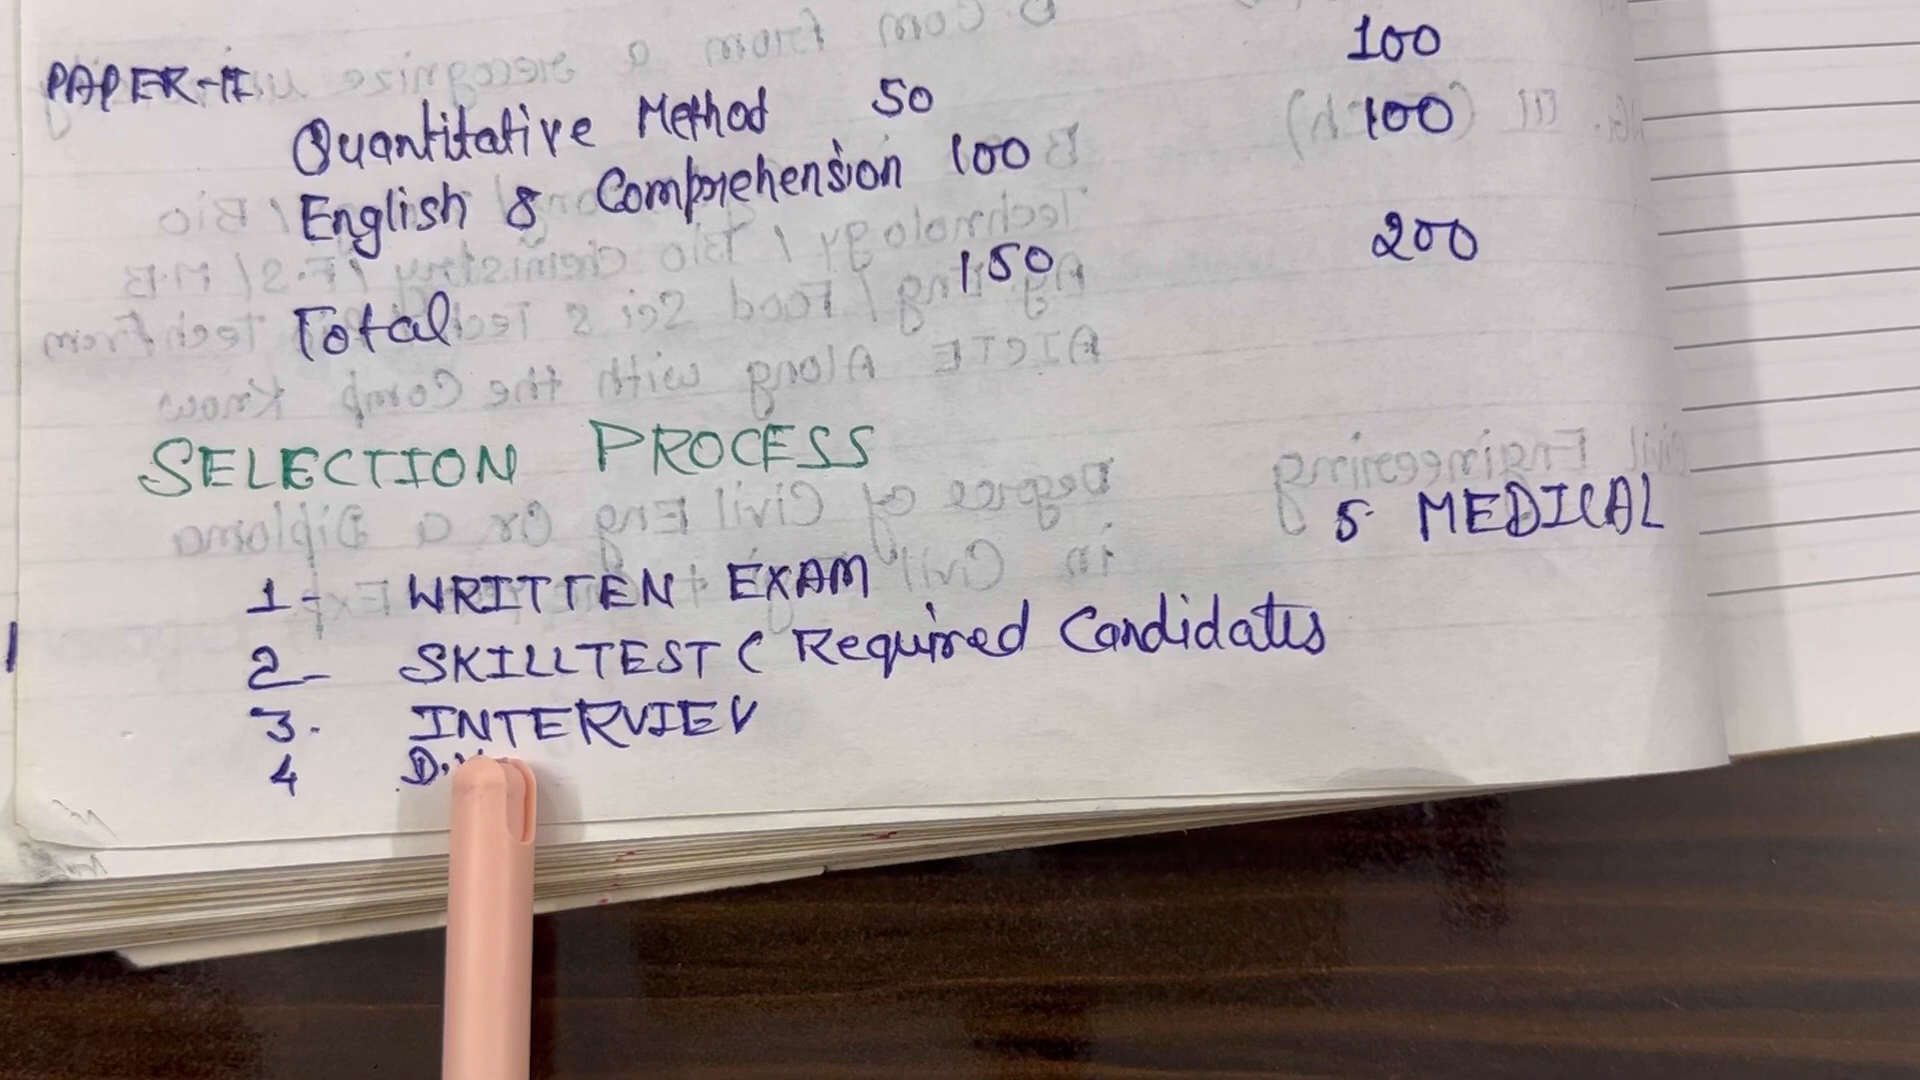 PAPER-II 100
Quantitative Method 50 100
English & Comprehension 100
Total 150 200
SELECTION PROCESS
5. MEDICAL
1- WRITTEN EXAM
2- SKILLTEST ( Required Candidates
3. INTERVIEV
4